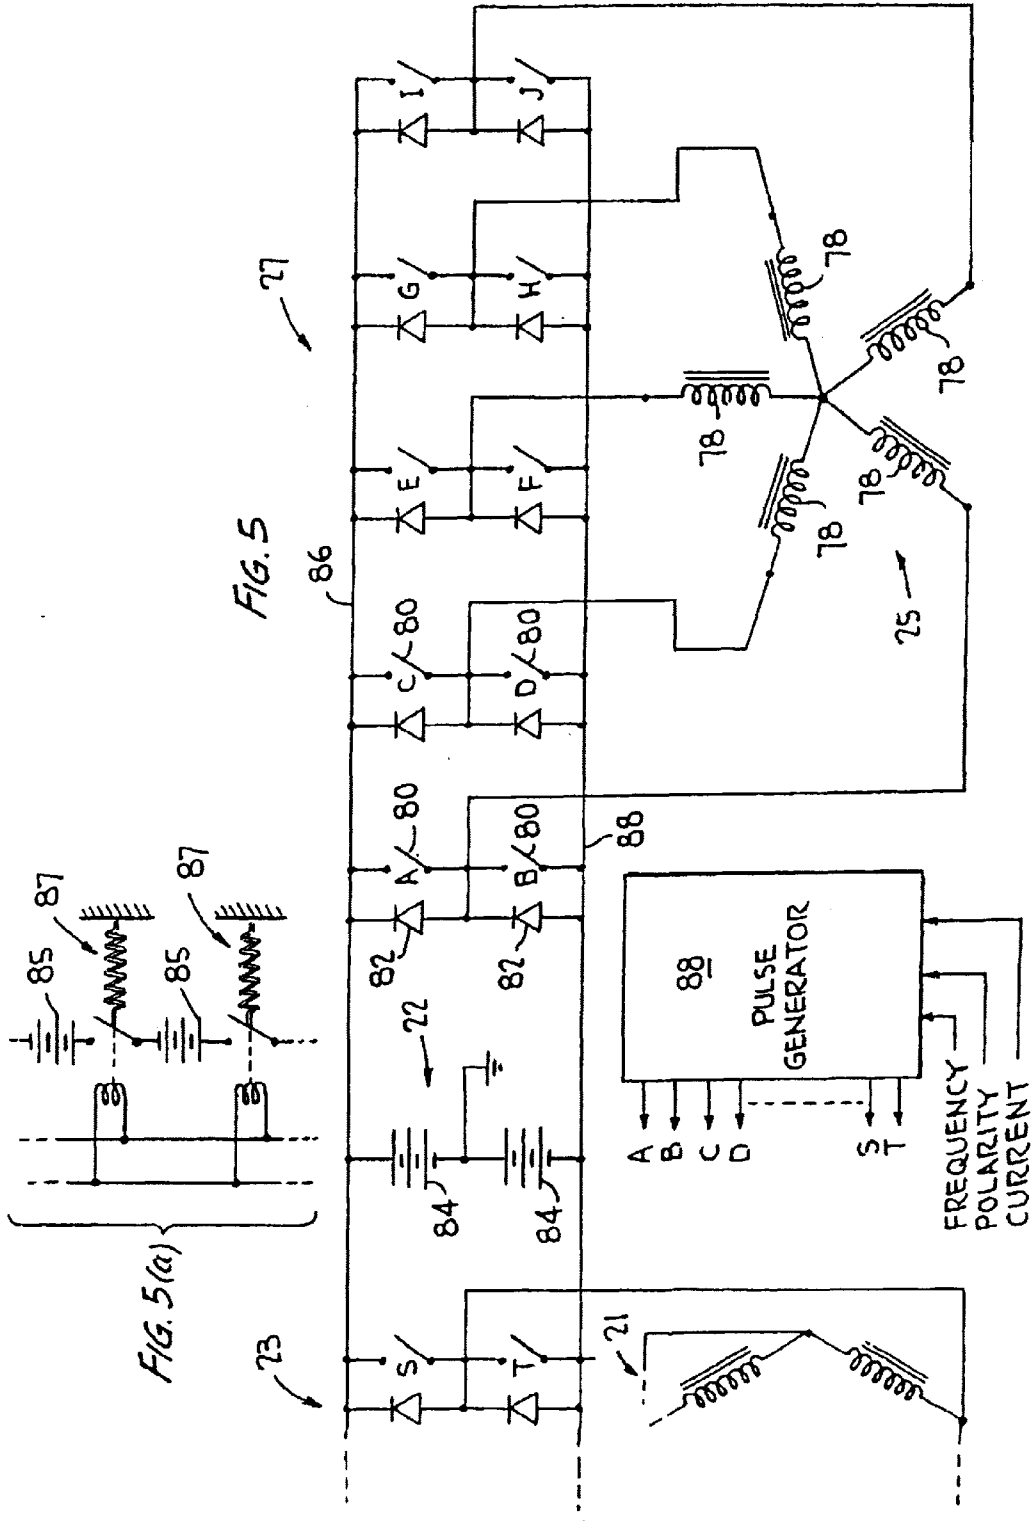 FIG. 5(a)
85
87
85
87
FIG. 5
23
S
T
21
84
84
22
82
82
A
80
B
80
C
80
D
80
86
88
E
F
27
G
H
I
J
88
PULSE
GENERATOR
A
B
C
D
S
T
FREQUENCY
POLARITY
CURRENT
25
78
78
78
78
78